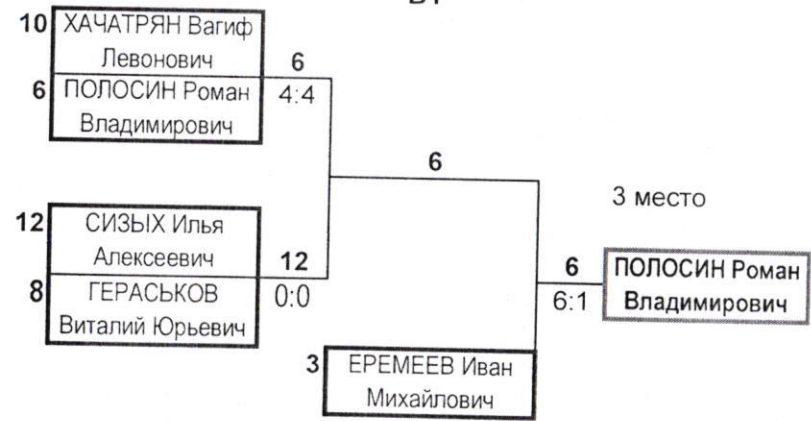 10 ХАЧАТРЯН Вагиф
Левонович
6
6 ПОЛОСИН Роман
4:4
Владимирович
6
3 место
12 СИЗЫХ Илья
Алексеевич
12
8 ГЕРАСЬКОВ
0:0
Виталий Юрьевич
6
6:1
ПОЛОСИН Роман
Владимирович
3 ЕРЕМЕЕВ Иван
Михайлович